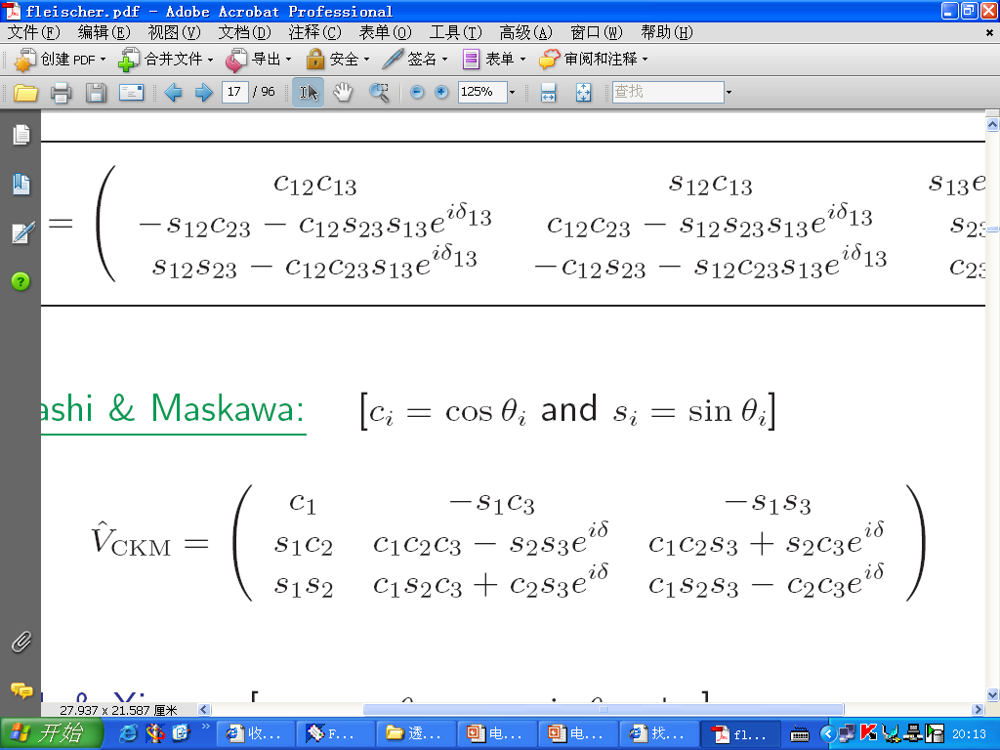 fleischer.pdf - Adobe Acrobat Professional
文件(F) 编辑(E) 视图(V) 文档(D) 注释(C) 表单(O) 工具(T) 高级(A) 窗口(W) 帮助(H)
创建 PDF 合并文件 导出 安全 签名 表单 审阅和注释
17 / 96 125% 查找
c₁₂c₁₃ s₁₂c₁₃ s₁₃e
= −s₁₂c₂₃ − c₁₂s₂₃s₁₃e^{iδ₁₃} c₁₂c₂₃ − s₁₂s₂₃s₁₃e^{iδ₁₃} s₂₃
s₁₂s₂₃ − c₁₂c₂₃s₁₃e^{iδ₁₃} −c₁₂s₂₃ − s₁₂c₂₃s₁₃e^{iδ₁₃} c₂₃
ashi & Maskawa: [cᵢ = cos θᵢ and sᵢ = sin θᵢ]
c₁ −s₁c₃ −s₁s₃
V̂_CKM = s₁c₂ c₁c₂c₃ − s₂s₃e^{iδ} c₁c₂s₃ + s₂c₃e^{iδ}
s₁s₂ c₁s₂c₃ + c₂s₃e^{iδ} c₁s₂s₃ − c₂c₃e^{iδ}
27.937 x 21.587 厘米
开始 收... F... 透... 电... 电... 找... fl... 20:13